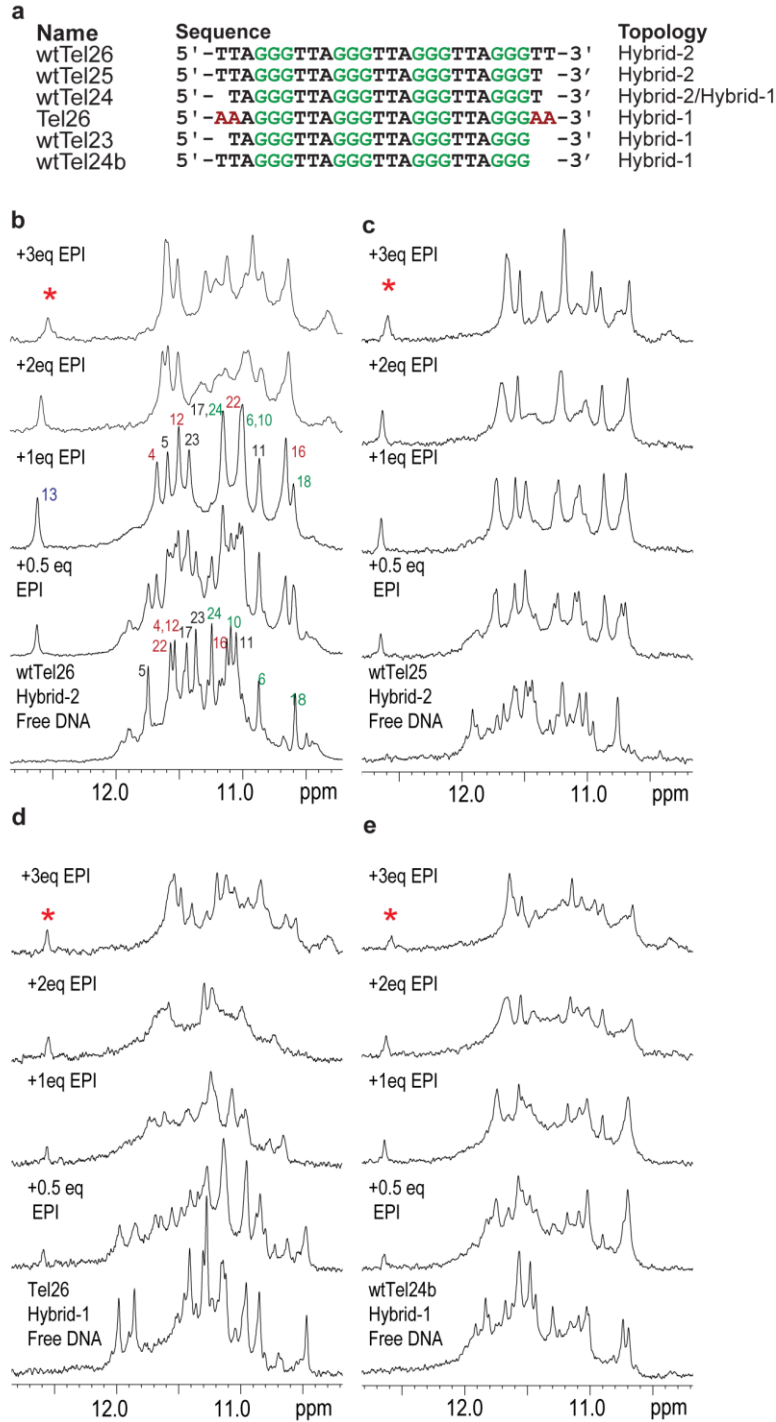 a
Name Sequence Topology
wtTel26 5'-TTAGGGTTAGGGTTAGGGTTAGGGTT-3' Hybrid-2
wtTel25 5'-TTAGGGTTAGGGTTAGGGTTAGGGT -3′ Hybrid-2
wtTel24 5'- TAGGGTTAGGGTTAGGGTTAGGGT -3′ Hybrid-2/Hybrid-1
Tel26 5'-AAAGGGTTAGGGTTAGGGTTAGGGAA-3' Hybrid-1
wtTel23 5'- TAGGGTTAGGGTTAGGGTTAGGG -3' Hybrid-1
wtTel24b 5'-TTAGGGTTAGGGTTAGGGTTAGGG -3′ Hybrid-1
b
+3eq EPI
*
+2eq EPI
17,24 22
12 6,10
4 5 23 11 16
+1eq EPI
13 18
+0.5 eq
EPI
23 24
4,12 17 10
22 16 11
wtTel26 5 6 18
Hybrid-2
Free DNA
12.0 11.0 ppm
c
+3eq EPI
*
+2eq EPI
+1eq EPI
+0.5 eq
EPI
wtTel25
Hybrid-2
Free DNA
12.0 11.0 ppm
d
+3eq EPI
*
+2eq EPI
+1eq EPI
+0.5 eq
EPI
Tel26
Hybrid-1
Free DNA
12.0 11.0 ppm
e
+3eq EPI
*
+2eq EPI
+1eq EPI
+0.5 eq
EPI
wtTel24b
Hybrid-1
Free DNA
12.0 11.0 ppm